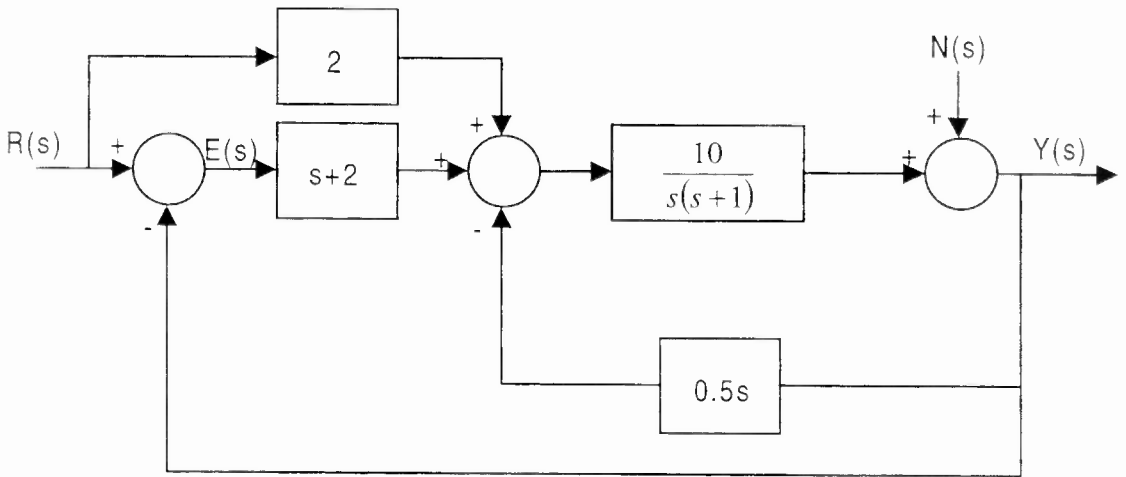 2
N(s)
+
+
R(s)
+
E(s)
s+2
+
10
s(s+1)
+
Y(s)
-
-
0.5s